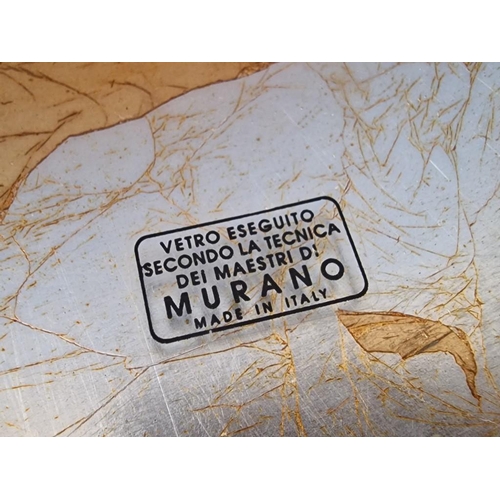 VETRO ESEGUITO
SECONDO LA TECNICA
DEI MAESTRI DI
MURANO
MADE IN ITALY